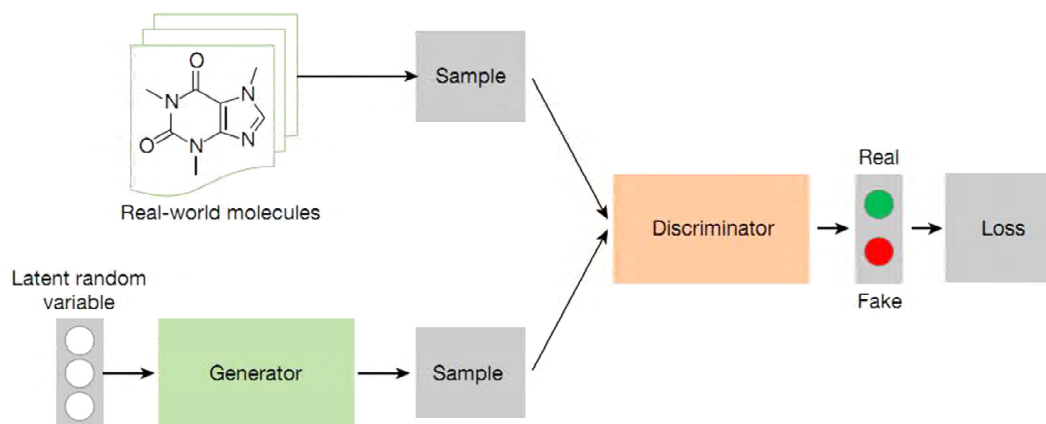 O
N
N
O
N
N
Sample
Real-world molecules
Real
Discriminator
Loss
Fake
Latent random
variable
Generator
Sample